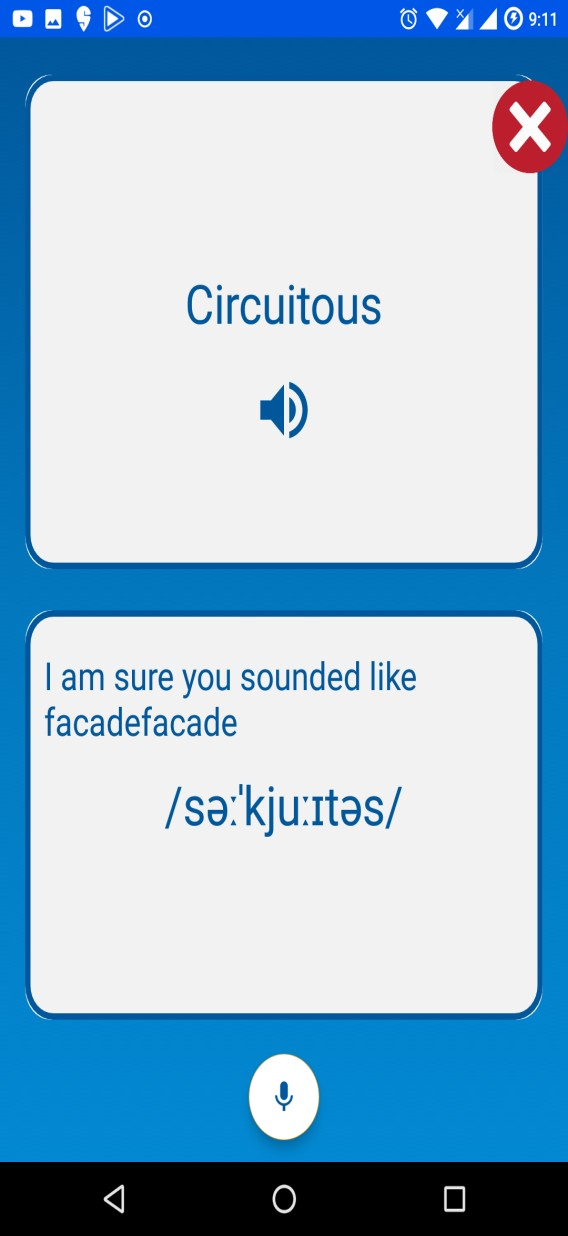 9:11
Circuitous
I am sure you sounded like
facadefacade
/səːˈkjuːɪtəs/